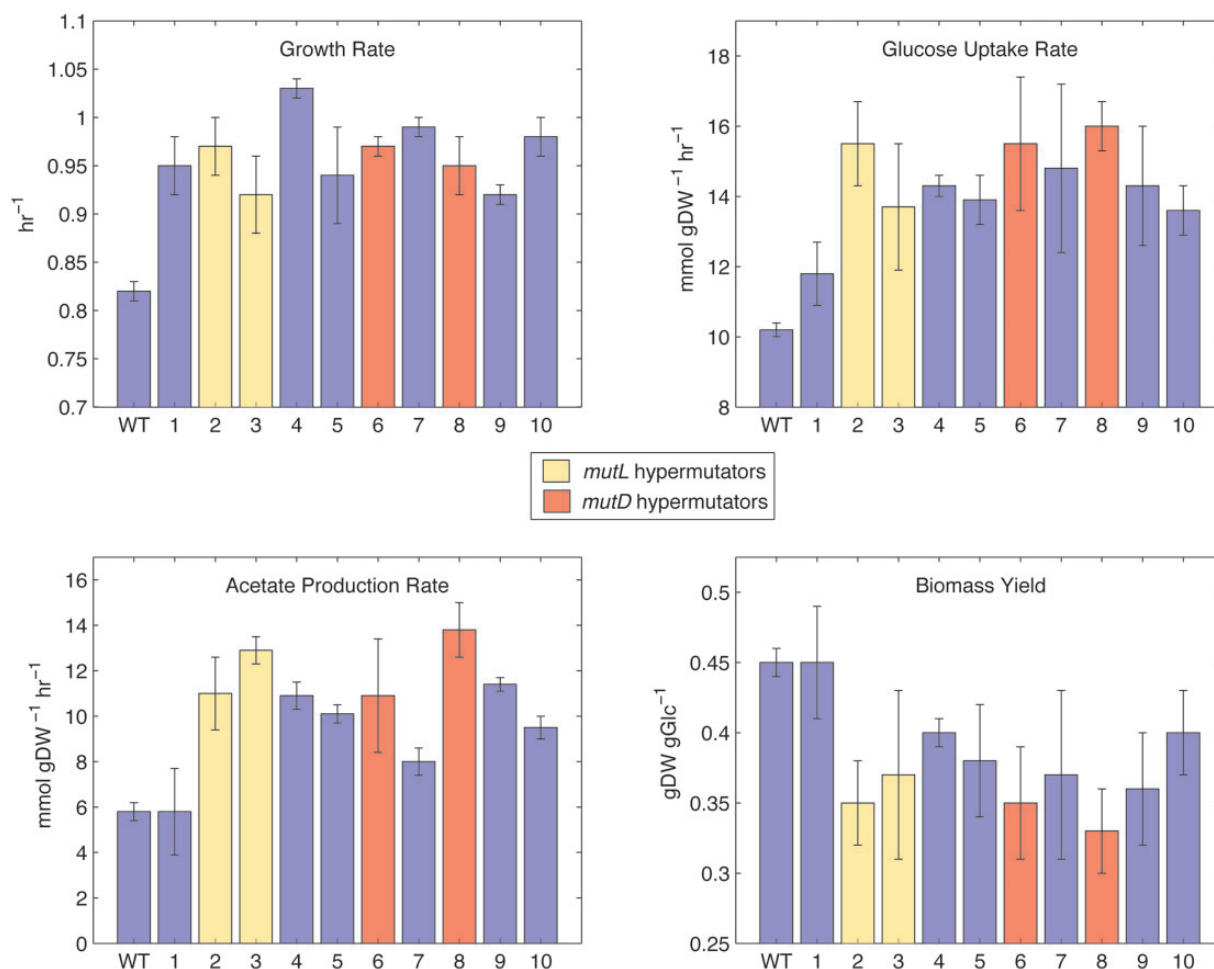 Growth Rate
hr⁻¹
1.1
1.05
1
0.95
0.9
0.85
0.8
0.75
0.7
WT 1 2 3 4 5 6 7 8 9 10
Glucose Uptake Rate
mmol gDW⁻¹ hr⁻¹
18
16
14
12
10
8
WT 1 2 3 4 5 6 7 8 9 10
mutL hypermutators
mutD hypermutators
Acetate Production Rate
mmol gDW⁻¹ hr⁻¹
16
14
12
10
8
6
4
2
0
WT 1 2 3 4 5 6 7 8 9 10
Biomass Yield
gDW gGlc⁻¹
0.5
0.45
0.4
0.35
0.3
0.25
WT 1 2 3 4 5 6 7 8 9 10